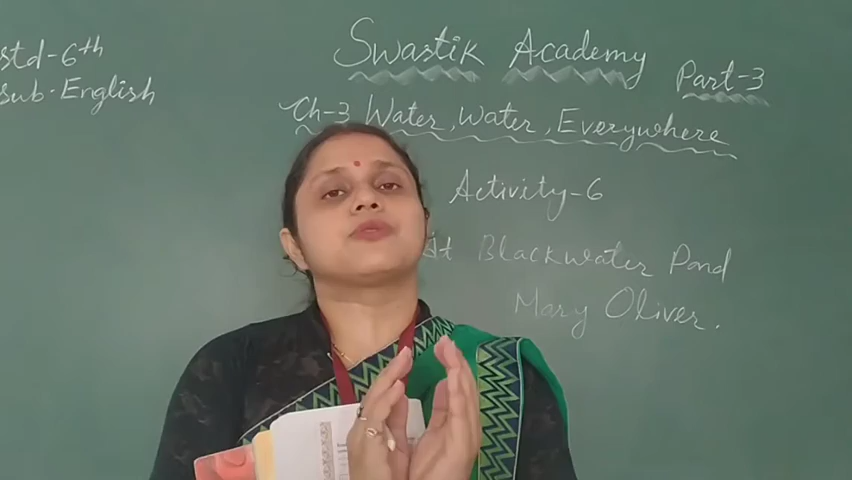 std-6th
sub. English
Swastik Academy
Part-3
Ch-3 Water, Water, Everywhere
Activity-6
At Blackwater Pond
Mary Oliver.